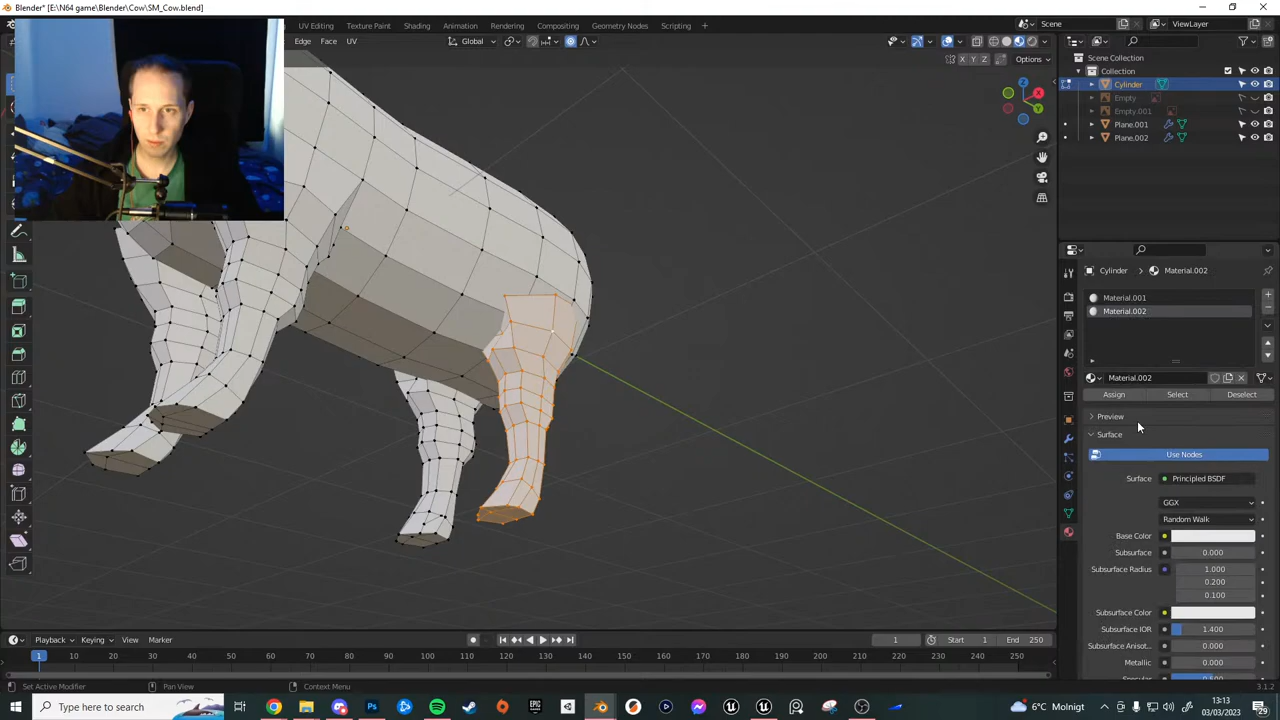 Blender* [E:\N64 game\Blender\Cow\SM_Cow.blend]
UV Editing Texture Paint Shading Animation Rendering Compositing Geometry Nodes Scripting
Scene ViewLayer
Edge Face UV Global
X Y Z Options
Scene Collection
Collection
Cylinder
Empty
Empty.001
Plane.001
Plane.002
X
Y
Z
Cylinder > Material.002
Material.001
Material.002
Material.002
Assign Select Deselect
Preview
Surface
Use Nodes
Surface Principled BSDF
GGX
Random Walk
Base Color
Subsurface 0.000
Subsurface Radius 1.000
0.200
0.100
Subsurface Color
Subsurface IOR 1.400
Subsurface Anisot... 0.000
Metallic 0.000
Playback Keying View Marker
1 Start 1 End 250
1 10 20 30 40 50 60 70 80 90 100 110 120 130 140 150 160 170 180 190 200 210 220 230 240 250
Set Active Modifier Pan View Context Menu 3.1.2
Type here to search
6°C Molnigt
13:13
03/03/2023